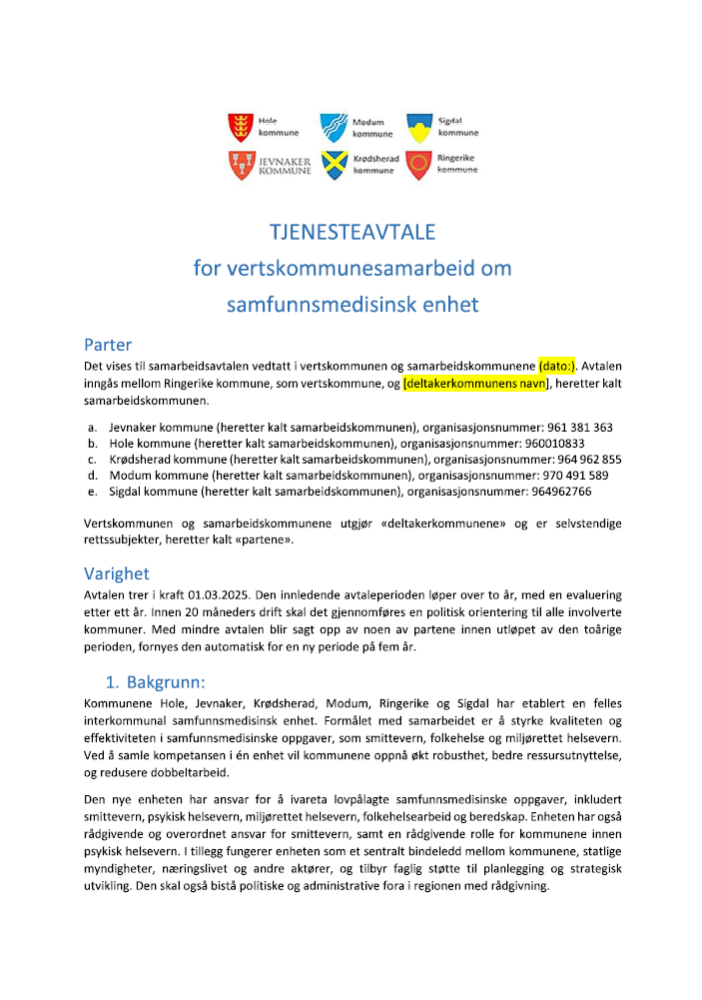 Hole kommune
Modum kommune
Sigdal kommune
JEVNAKER KOMMUNE
Krødsherad kommune
Ringerike kommune
TJENESTEAVTALE
for vertskommunesamarbeid om
samfunnsmedisinsk enhet
Parter
Det vises til samarbeidsavtalen vedtatt i vertskommunen og samarbeidskommunene (dato:). Avtalen
inngås mellom Ringerike kommune, som vertskommune, og [deltakerkommunens navn], heretter kalt
samarbeidskommunen.
a. Jevnaker kommune (heretter kalt samarbeidskommunen), organisasjonsnummer: 961 381 363
b. Hole kommune (heretter kalt samarbeidskommunen), organisasjonsnummer: 960010833
c. Krødsherad kommune (heretter kalt samarbeidskommunen), organisasjonsnummer: 964 962 855
d. Modum kommune (heretter kalt samarbeidskommunen), organisasjonsnummer: 970 491 589
e. Sigdal kommune (heretter kalt samarbeidskommunen), organisasjonsnummer: 964962766
Vertskommunen og samarbeidskommunene utgjør «deltakerkommunene» og er selvstendige
rettssubjekter, heretter kalt «partene».
Varighet
Avtalen trer i kraft 01.03.2025. Den innledende avtaleperioden løper over to år, med en evaluering
etter ett år. Innen 20 måneders drift skal det gjennomføres en politisk orientering til alle involverte
kommuner. Med mindre avtalen blir sagt opp av noen av partene innen utløpet av den toårige
perioden, fornyes den automatisk for en ny periode på fem år.
1. Bakgrunn:
Kommunene Hole, Jevnaker, Krødsherad, Modum, Ringerike og Sigdal har etablert en felles
interkommunal samfunnsmedisinsk enhet. Formålet med samarbeidet er å styrke kvaliteten og
effektiviteten i samfunnsmedisinske oppgaver, som smittevern, folkehelse og miljørettet helsevern.
Ved å samle kompetansen i én enhet vil kommunene oppnå økt robusthet, bedre ressursutnyttelse,
og redusere dobbeltarbeid.
Den nye enheten har ansvar for å ivareta lovpålagte samfunnsmedisinske oppgaver, inkludert
smittevern, psykisk helsevern, miljørettet helsevern, folkehelsearbeid og beredskap. Enheten har også
rådgivende og overordnet ansvar for smittevern, samt en rådgivende rolle for kommunene innen
psykisk helsevern. I tillegg fungerer enheten som et sentralt bindeledd mellom kommunene, statlige
myndigheter, næringslivet og andre aktører, og tilbyr faglig støtte til planlegging og strategisk
utvikling. Den skal også bistå politiske og administrative fora i regionen med rådgivning.